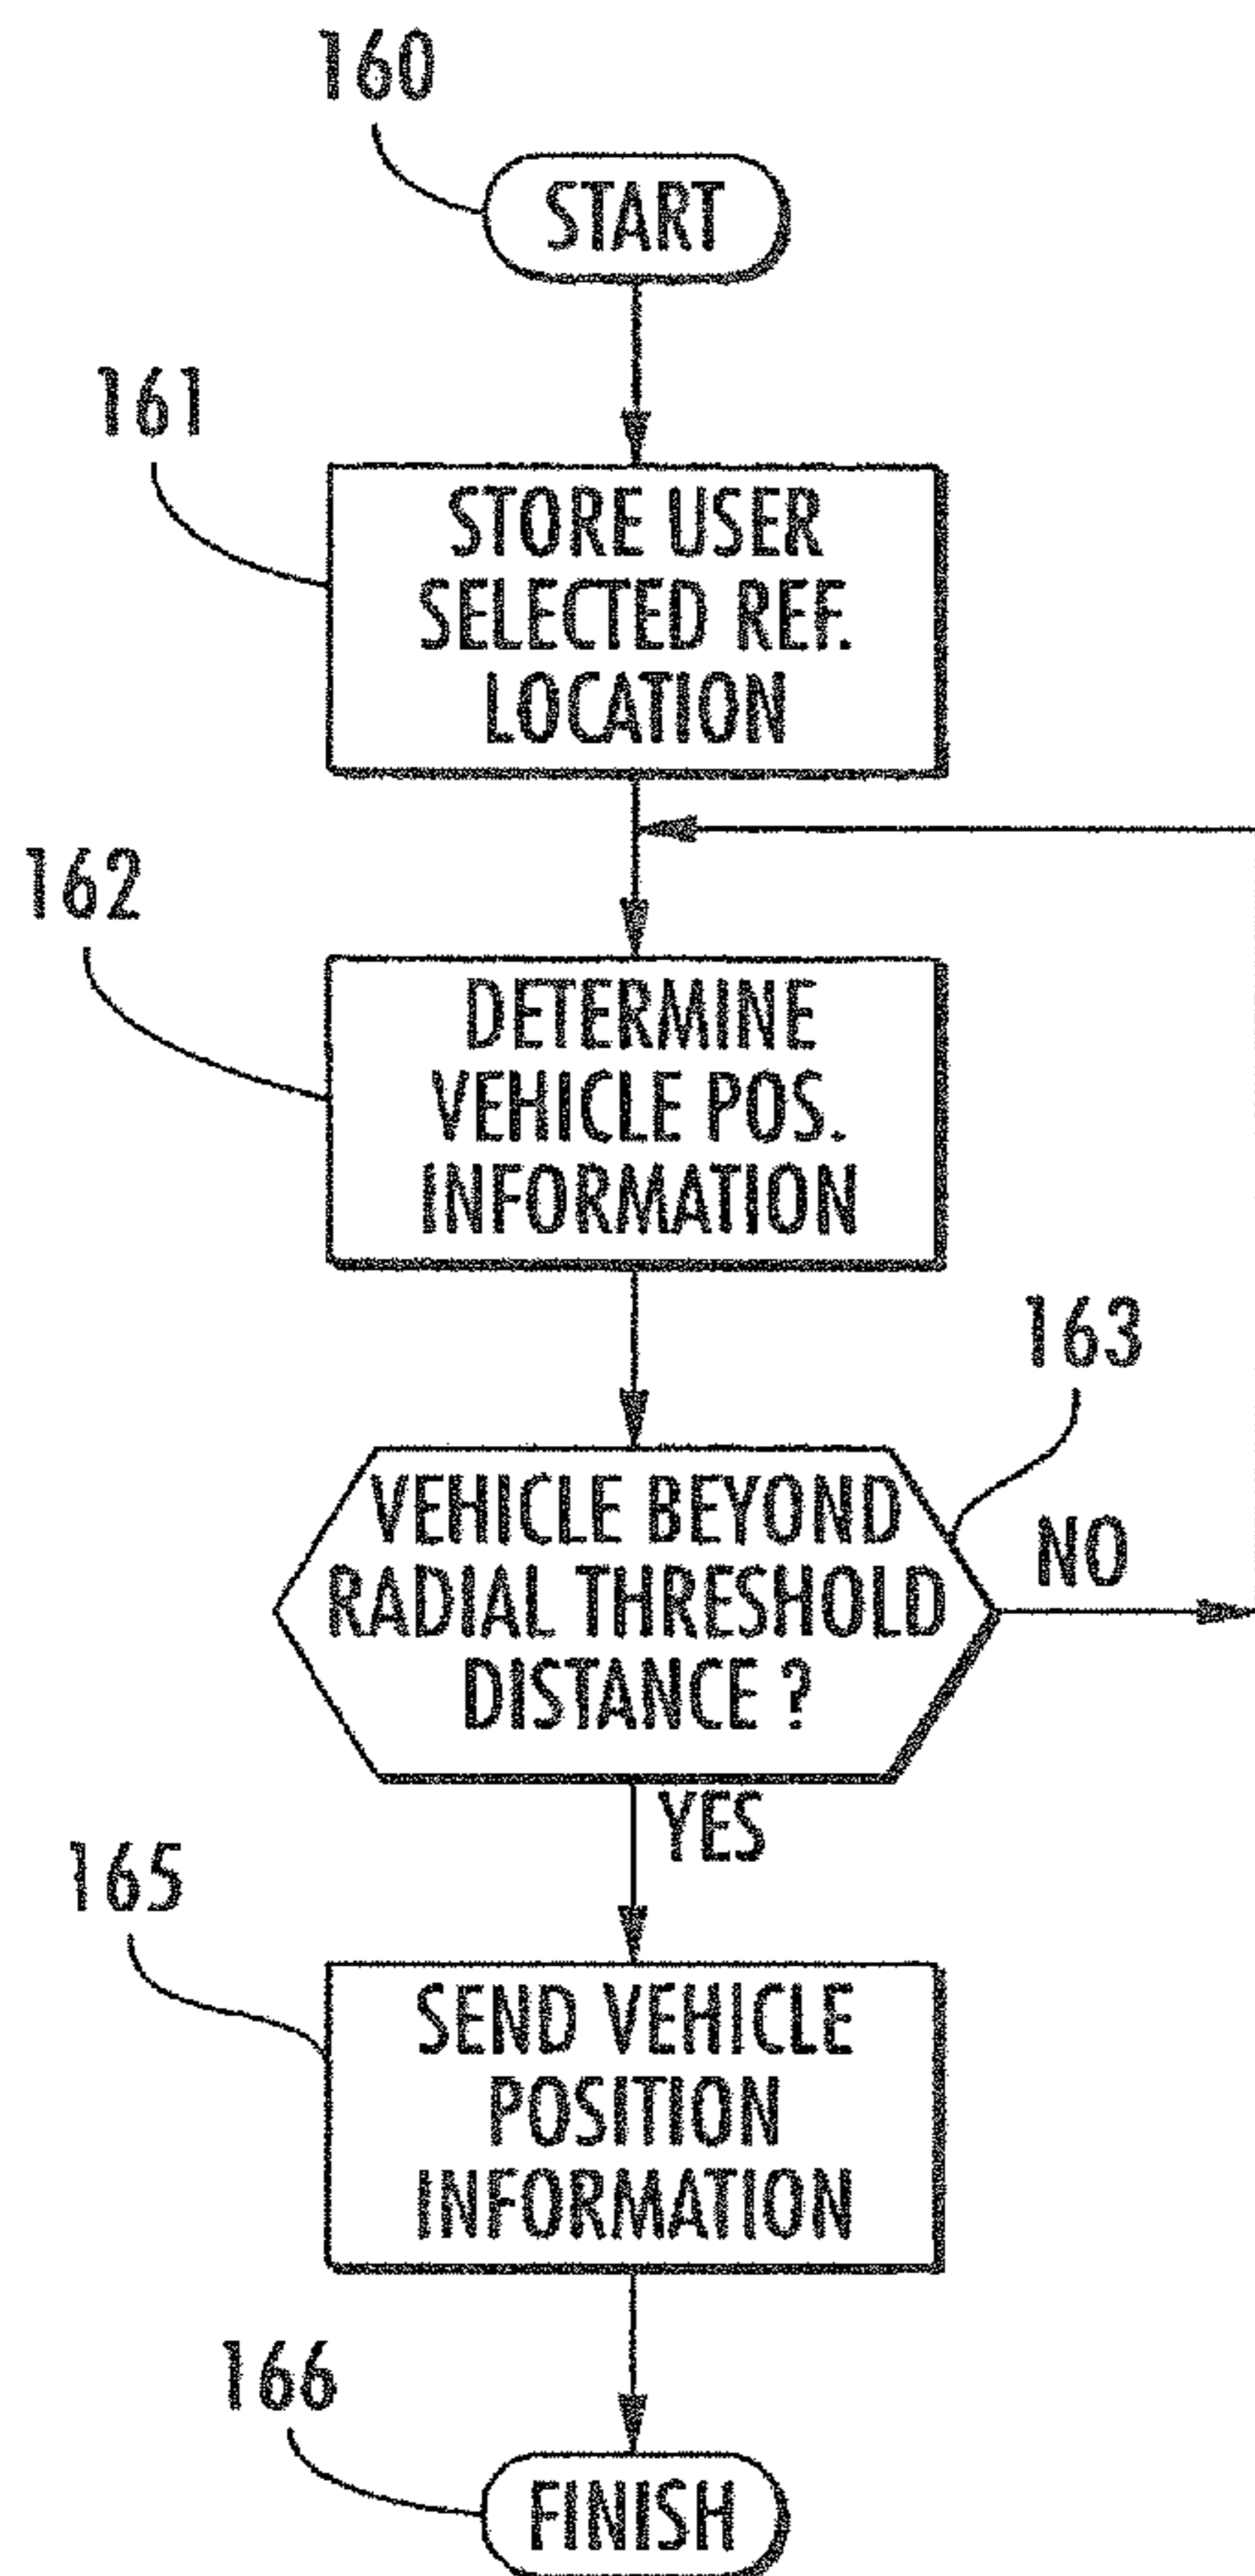 160
START
161
STORE USER
SELECTED REF.
LOCATION
162
DETERMINE
VEHICLE POS.
INFORMATION
163
VEHICLE BEYOND
RADIAL THRESHOLD
DISTANCE ?
NO
YES
165
SEND VEHICLE
POSITION
INFORMATION
166
FINISH